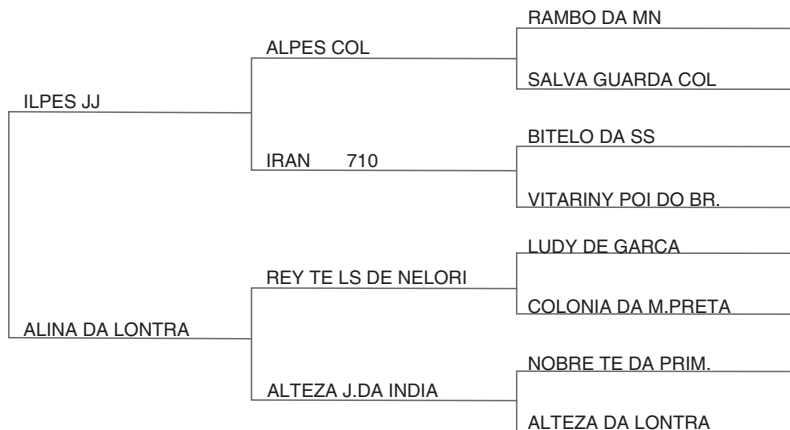 RAMBO DA MN
ALPES COL
SALVA GUARDA COL
ILPES JJ
BITELO DA SS
IRAN 710
VITARINY POI DO BR.
LUDY DE GARCA
REY TE LS DE NELORI
COLONIA DA M.PRETA
ALINA DA LONTRA
NOBRE TE DA PRIM.
ALTEZA J.DA INDIA
ALTEZA DA LONTRA